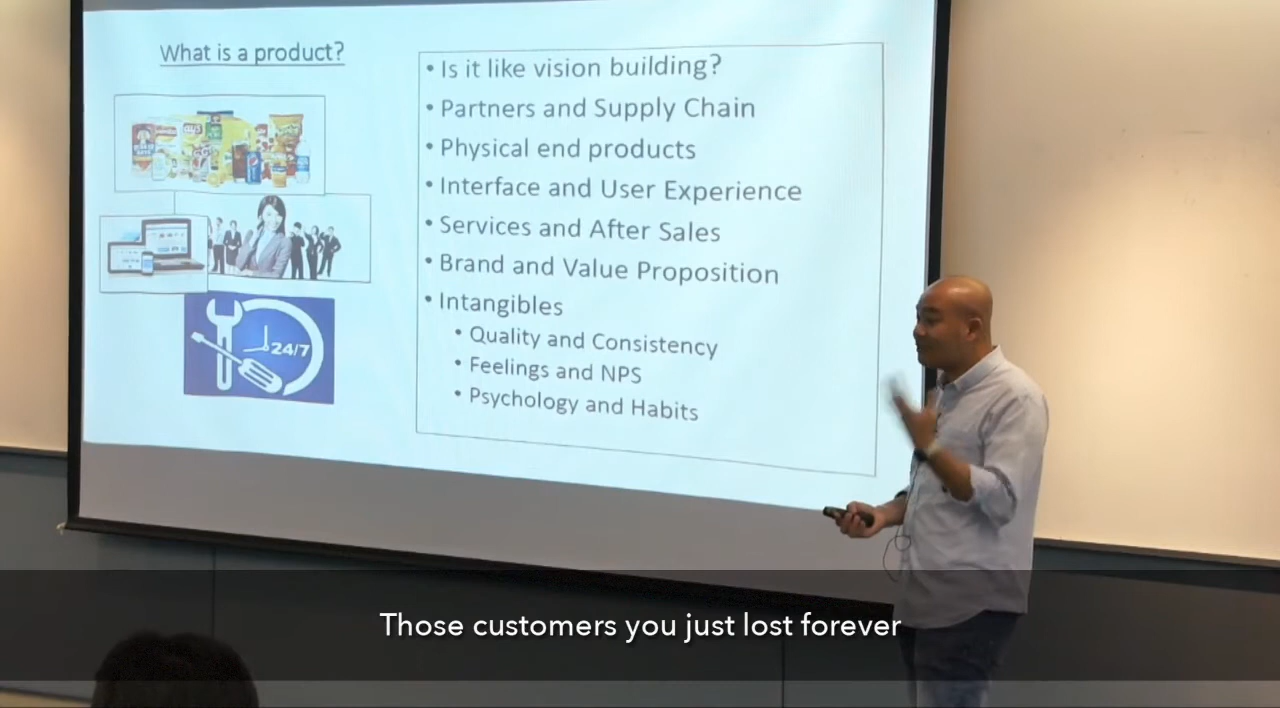 What is a product?
• Is it like vision building?
• Partners and Supply Chain
• Physical end products
• Interface and User Experience
• Services and After Sales
• Brand and Value Proposition
• Intangibles
• Quality and Consistency
• Feelings and NPS
• Psychology and Habits
24/7
Those customers you just lost forever